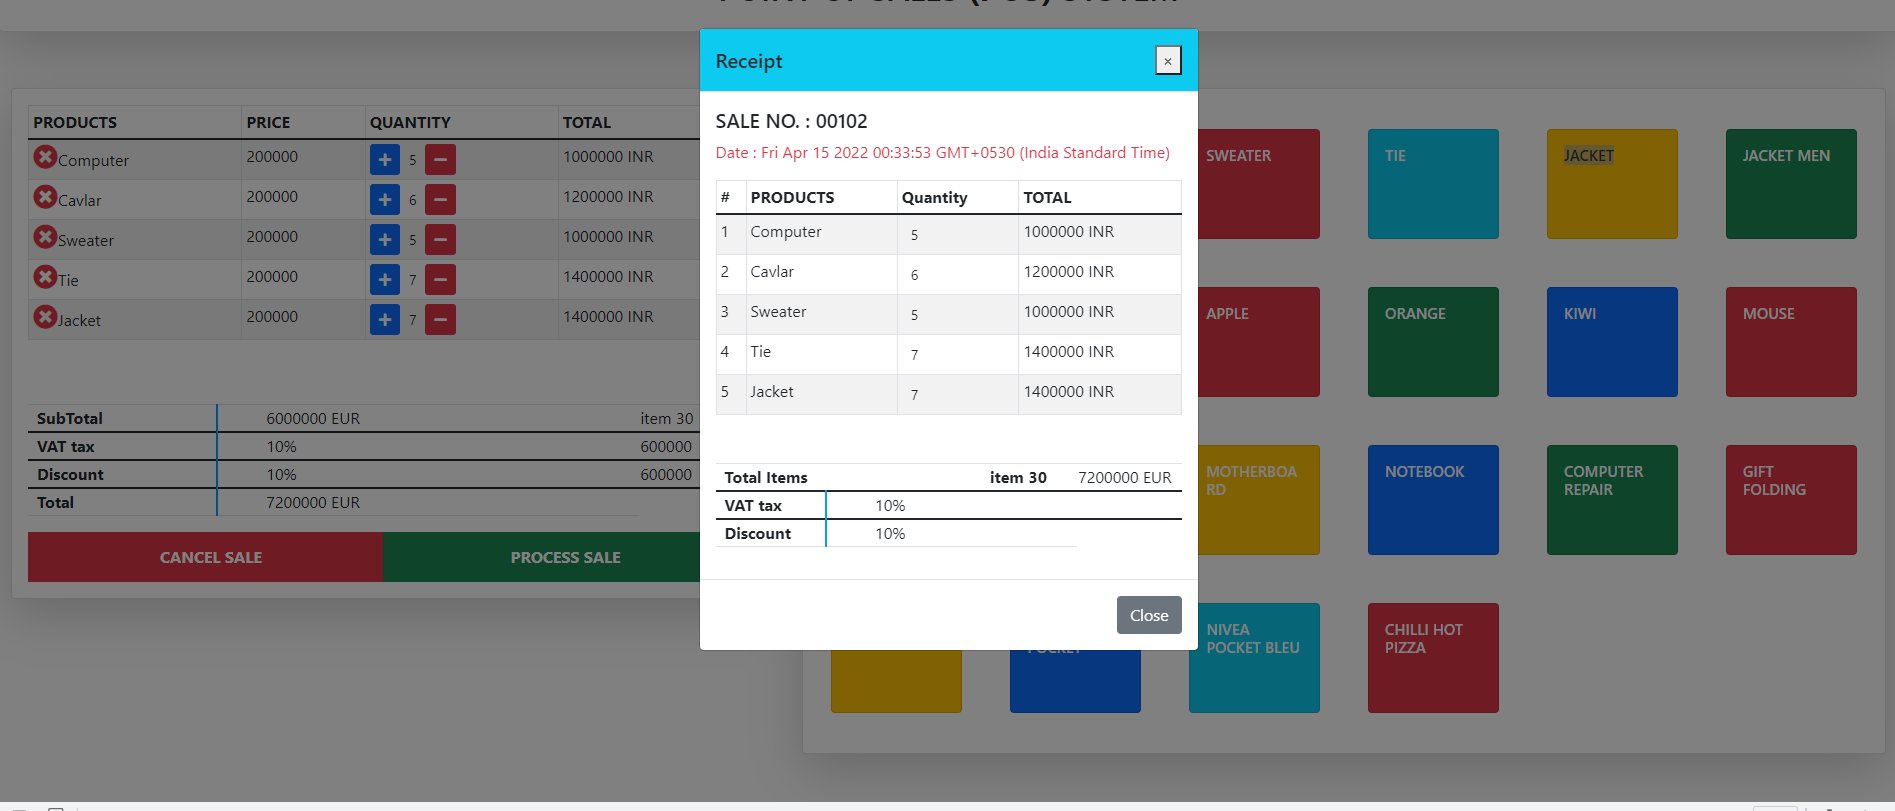 Receipt
×
SALE NO. : 00102
Date : Fri Apr 15 2022 00:33:53 GMT+0530 (India Standard Time)
# PRODUCTS Quantity TOTAL
1 Computer 5 1000000 INR
2 Cavlar 6 1200000 INR
3 Sweater 5 1000000 INR
4 Tie 7 1400000 INR
5 Jacket 7 1400000 INR
Total Items item 30 7200000 EUR
VAT tax 10%
Discount 10%
Close
PRODUCTS PRICE QUANTITY TOTAL
Computer 200000 + 5 − 1000000 INR
Cavlar 200000 + 6 − 1200000 INR
Sweater 200000 + 5 − 1000000 INR
Tie 200000 + 7 − 1400000 INR
Jacket 200000 + 7 − 1400000 INR
SubTotal 6000000 EUR item 30
VAT tax 10% 600000
Discount 10% 600000
Total 7200000 EUR
CANCEL SALE PROCESS SALE
SWEATER TIE JACKET JACKET MEN
APPLE ORANGE KIWI MOUSE
MOTHERBOA NOTEBOOK COMPUTER GIFT
RD REPAIR FOLDING
NIVEA CHILLI HOT
POCKET BLEU PIZZA